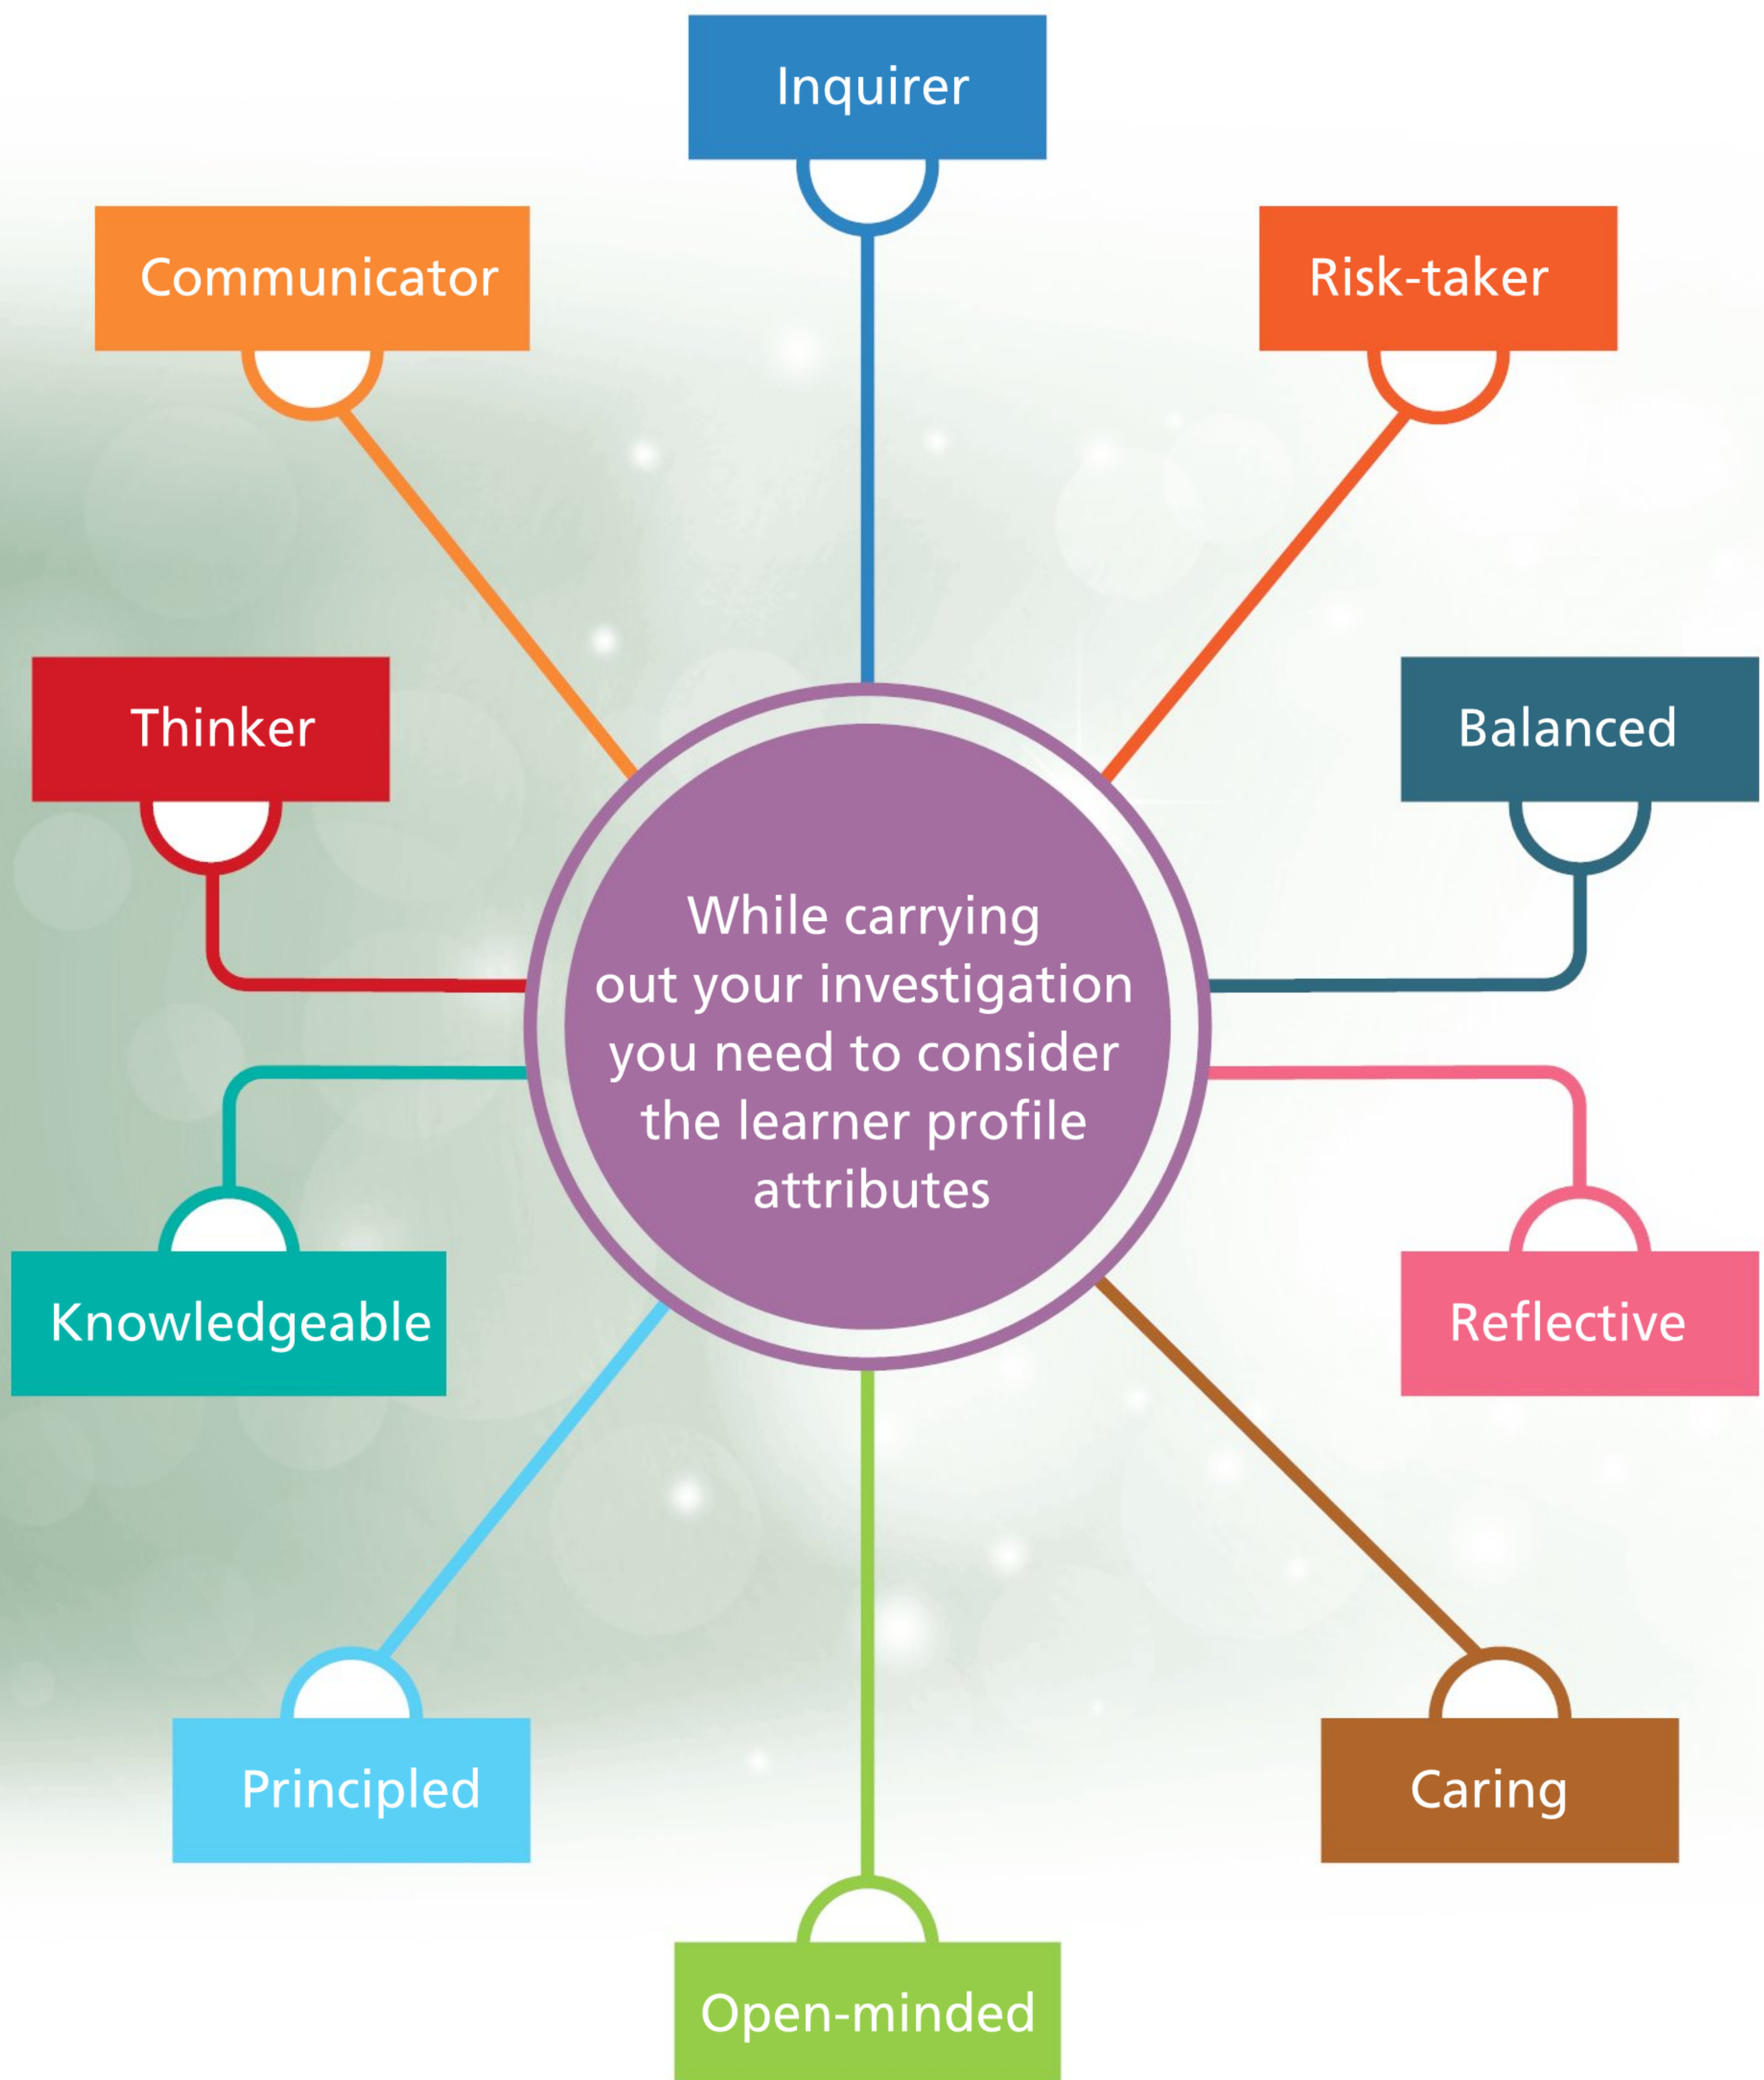 Inquirer
Communicator
Risk-taker
Thinker
Balanced
While carrying
out your investigation
you need to consider
the learner profile
attributes
Knowledgeable
Reflective
Principled
Caring
Open-minded